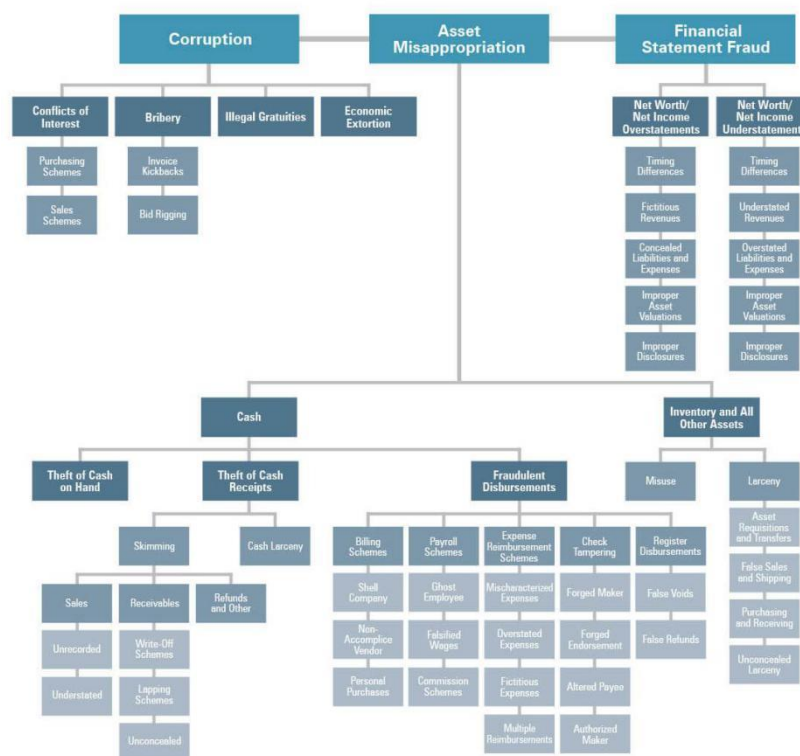 Corruption
Asset
Misappropriation
Financial
Statement Fraud
Conflicts of
Interest
Bribery
Illegal Gratuities
Economic
Extortion
Net Worth/
Net Income
Overstatements
Net Worth/
Net Income
Understatement
Purchasing
Schemes
Sales
Schemes
Invoice
Kickbacks
Bid Rigging
Timing
Differences
Fictitious
Revenues
Concealed
Liabilities and
Expenses
Improper
Asset
Valuations
Improper
Disclosures
Timing
Differences
Understated
Revenues
Overstated
Liabilities and
Expenses
Improper
Asset
Valuations
Improper
Disclosures
Cash
Inventory and All
Other Assets
Theft of Cash
on Hand
Theft of Cash
Receipts
Fraudulent
Disbursements
Misuse
Larceny
Asset
Requisitions
and Transfers
False Sales
and Shipping
Purchasing
and Receiving
Unconcealed
Larceny
Skimming
Cash Larceny
Sales
Receivables
Refunds
and Other
Unrecorded
Understated
Write-Off
Schemes
Lapping
Schemes
Unconcealed
Billing Schemes
Shell
Company
Non-
Accomplice
Vendor
Personal
Purchases
Payroll Schemes
Ghost
Employee
Falsified
Wages
Commission
Schemes
Expense
Reimbursement
Schemes
Mischaracterized
Expenses
Overstated
Expenses
Fictitious
Expenses
Multiple
Reimbursements
Check
Tampering
Forged Maker
Forged
Endorsement
Altered Payee
Authorized
Maker
Register
Disbursements
False Voids
False Refunds